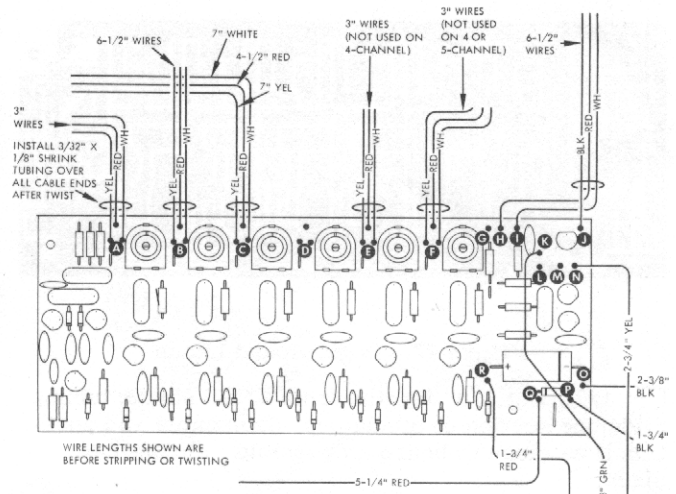 6-1/2" WIRES
7" WHITE
4-1/2" RED
7" YEL
3" WIRES
(NOT USED ON
4-CHANNEL)
3" WIRES
(NOT USED
ON 4 OR
5-CHANNEL)
6-1/2"
WIRES
3"
WIRES
INSTALL 3/32" X
1/8" SHRINK
TUBING OVER
ALL CABLE ENDS
AFTER TWIST
YEL
RED
WH
YEL
RED
WH
YEL
RED
WH
YEL
RED
WH
YEL
RED
WH
BLK
RED
WH
A
B
C
D
E
F
G
H
I
J
K
L
M
N
R
+
-
O
Q
P
2-3/4" YEL
2-3/8"
BLK
1-3/4"
BLK
1-3/4"
RED
" GRN
5-1/4" RED
WIRE LENGTHS SHOWN ARE
BEFORE STRIPPING OR TWISTING